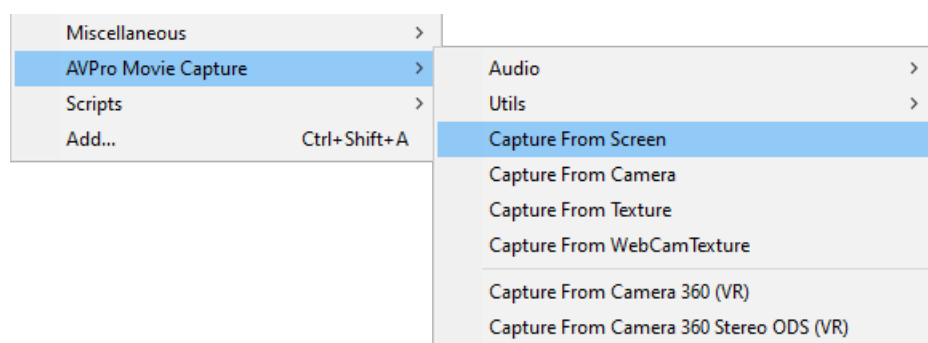 Miscellaneous >
AVPro Movie Capture >
Scripts >
Add... Ctrl+Shift+A
Audio >
Utils >
Capture From Screen
Capture From Camera
Capture From Texture
Capture From WebCamTexture
Capture From Camera 360 (VR)
Capture From Camera 360 Stereo ODS (VR)